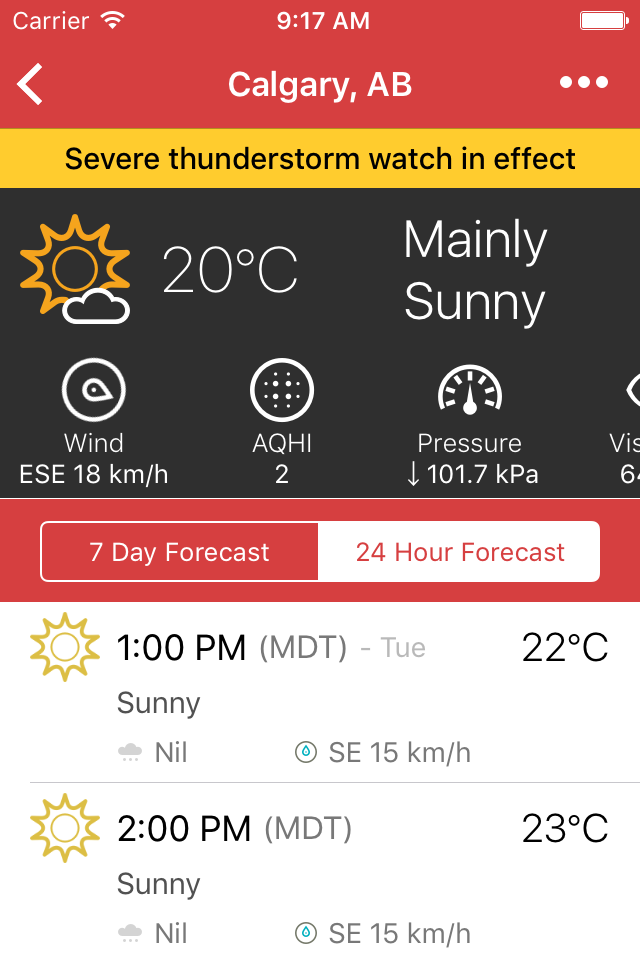 Carrier 9:17 AM
Calgary, AB
Severe thunderstorm watch in effect
20°C
Mainly
Sunny
Wind AQHI Pressure Vis
ESE 18 km/h 2 ↓101.7 kPa 64
7 Day Forecast 24 Hour Forecast
1:00 PM (MDT) - Tue 22°C
Sunny
Nil SE 15 km/h
2:00 PM (MDT) 23°C
Sunny
Nil SE 15 km/h